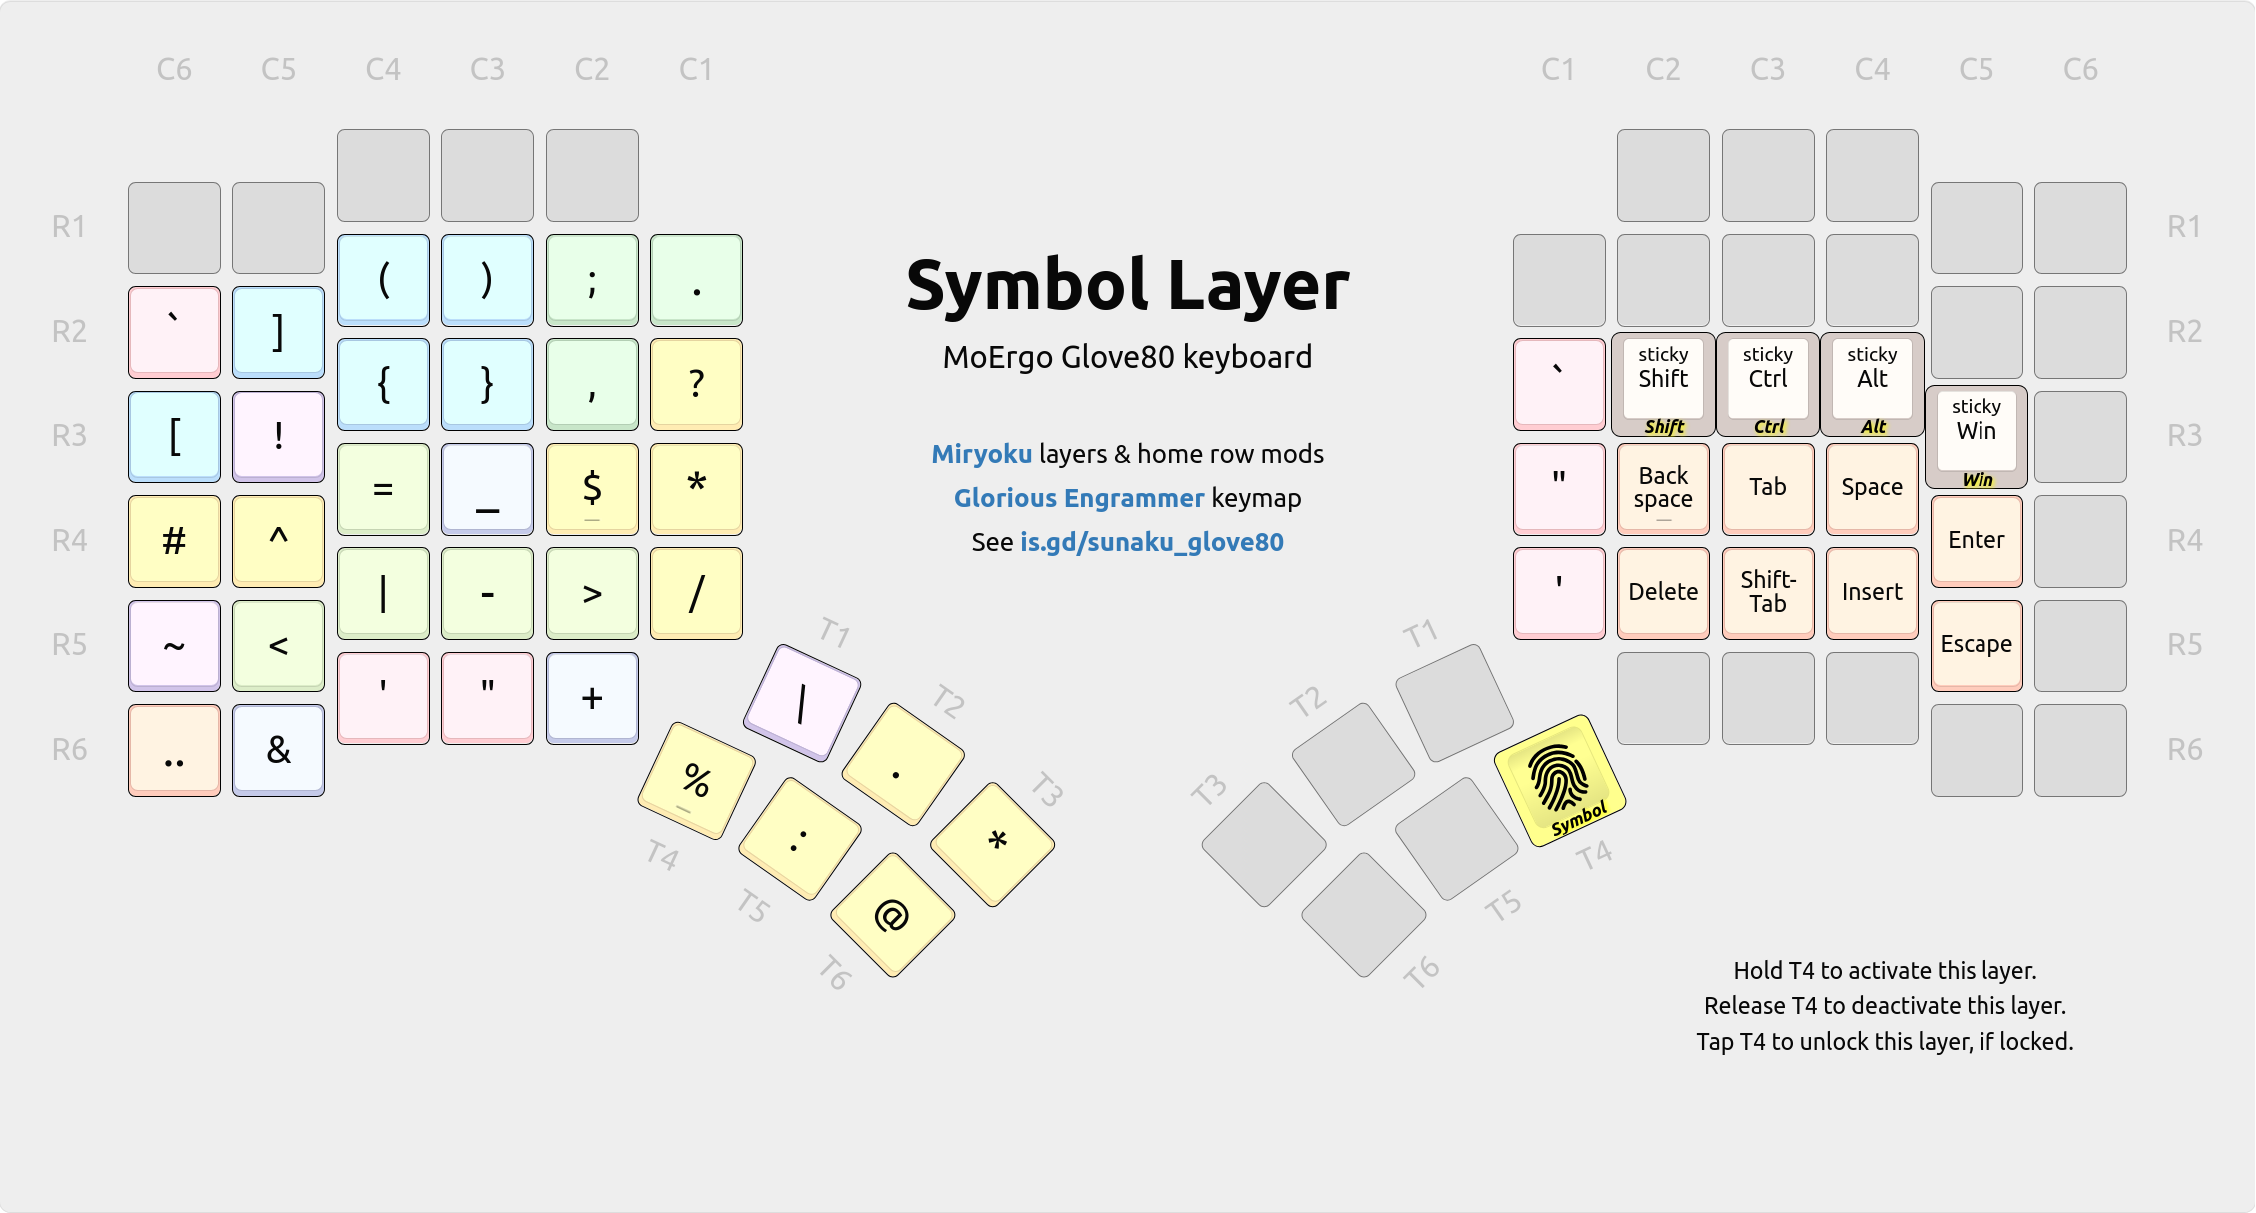 C6 C5 C4 C3 C2 C1 C1 C2 C3 C4 C5 C6
R1 R1
( ) ; .
R2 ` ] R2
Symbol Layer
{ } , ? ` sticky Shift Shift sticky Ctrl Ctrl sticky Alt Alt
MoErgo Glove80 keyboard
R3 [ ! sticky Win Win R3
Miryoku layers & home row mods
= _ $ _ * " Back space _ Tab Space
Glorious Engrammer keymap
R4 # ^ Enter R4
See is.gd/sunaku_glove80
| - > / ' Delete Shift-Tab Insert
R5 ~ < Escape R5
' " +
R6 .. & R6
T1 T2 T3
\ . *
% _ : @
T4 T5 T6
T1 T2 T3
Symbol
T4 T5 T6
Hold T4 to activate this layer.
Release T4 to deactivate this layer.
Tap T4 to unlock this layer, if locked.